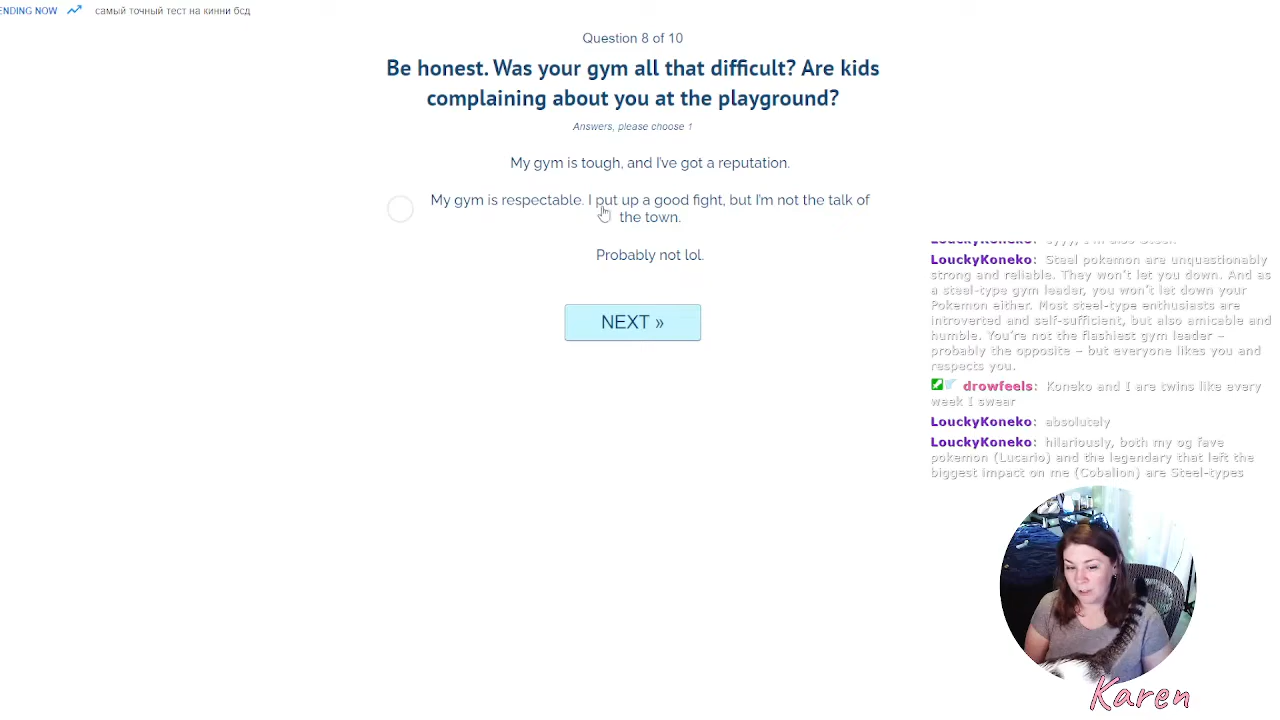 ENDING NOW
самый точный тест на кинни бсд
Question 8 of 10
Be honest. Was your gym all that difficult? Are kids
complaining about you at the playground?
Answers, please choose 1
My gym is tough, and I've got a reputation.
My gym is respectable. I put up a good fight, but I'm not the talk of
the town.
Probably not lol.
NEXT »
LouckyKoneko:
LouckyKoneko: Steel pokemon are unquestionably
strong and reliable. They won't let you down. And as
a steel-type gym leader, you won't let down your
Pokemon either. Most steel-type enthusiasts are
introverted and self-sufficient, but also amicable and
humble. You're not the flashiest gym leader –
probably the opposite – but everyone likes you and
respects you.
drowfeels: Koneko and I are twins like every
week I swear
LouckyKoneko: absolutely
LouckyKoneko: hilariously, both my og fave
pokemon (Lucario) and the legendary that left the
biggest impact on me (Cobalion) are Steel-types
Karen